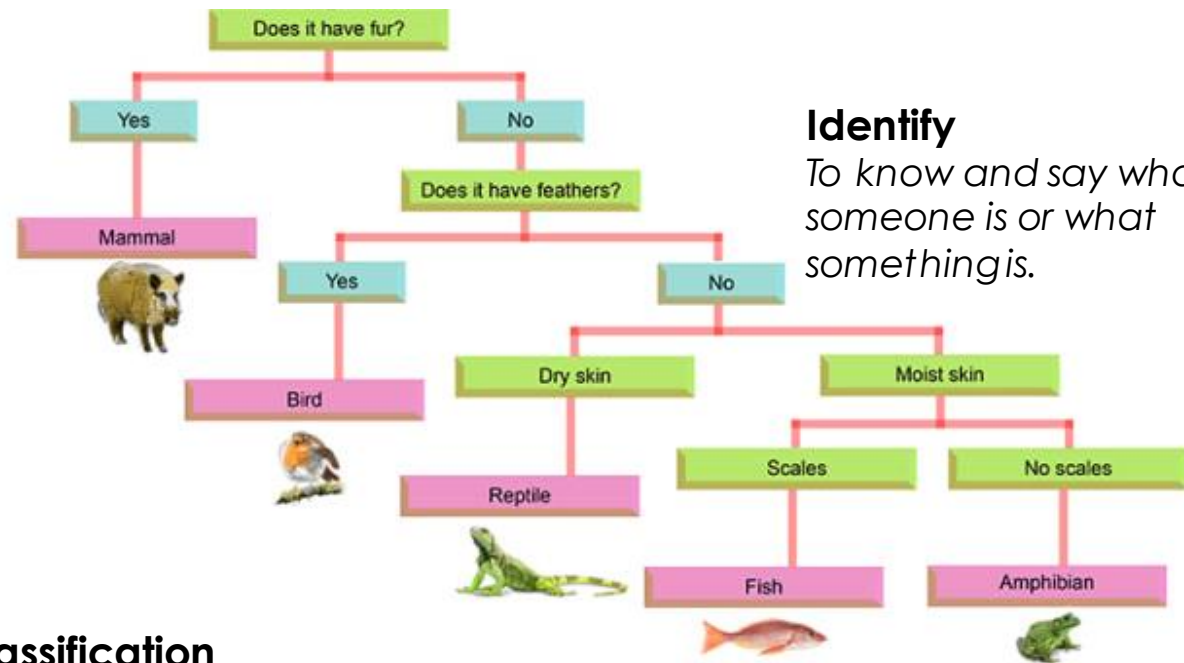 Does it have fur?
Yes
No
Identify
To know and say who
someone is or what
something is.
Does it have feathers?
Mammal
Yes
No
Dry skin
Moist skin
Bird
Scales
No scales
Reptile
Fish
Amphibian
assification